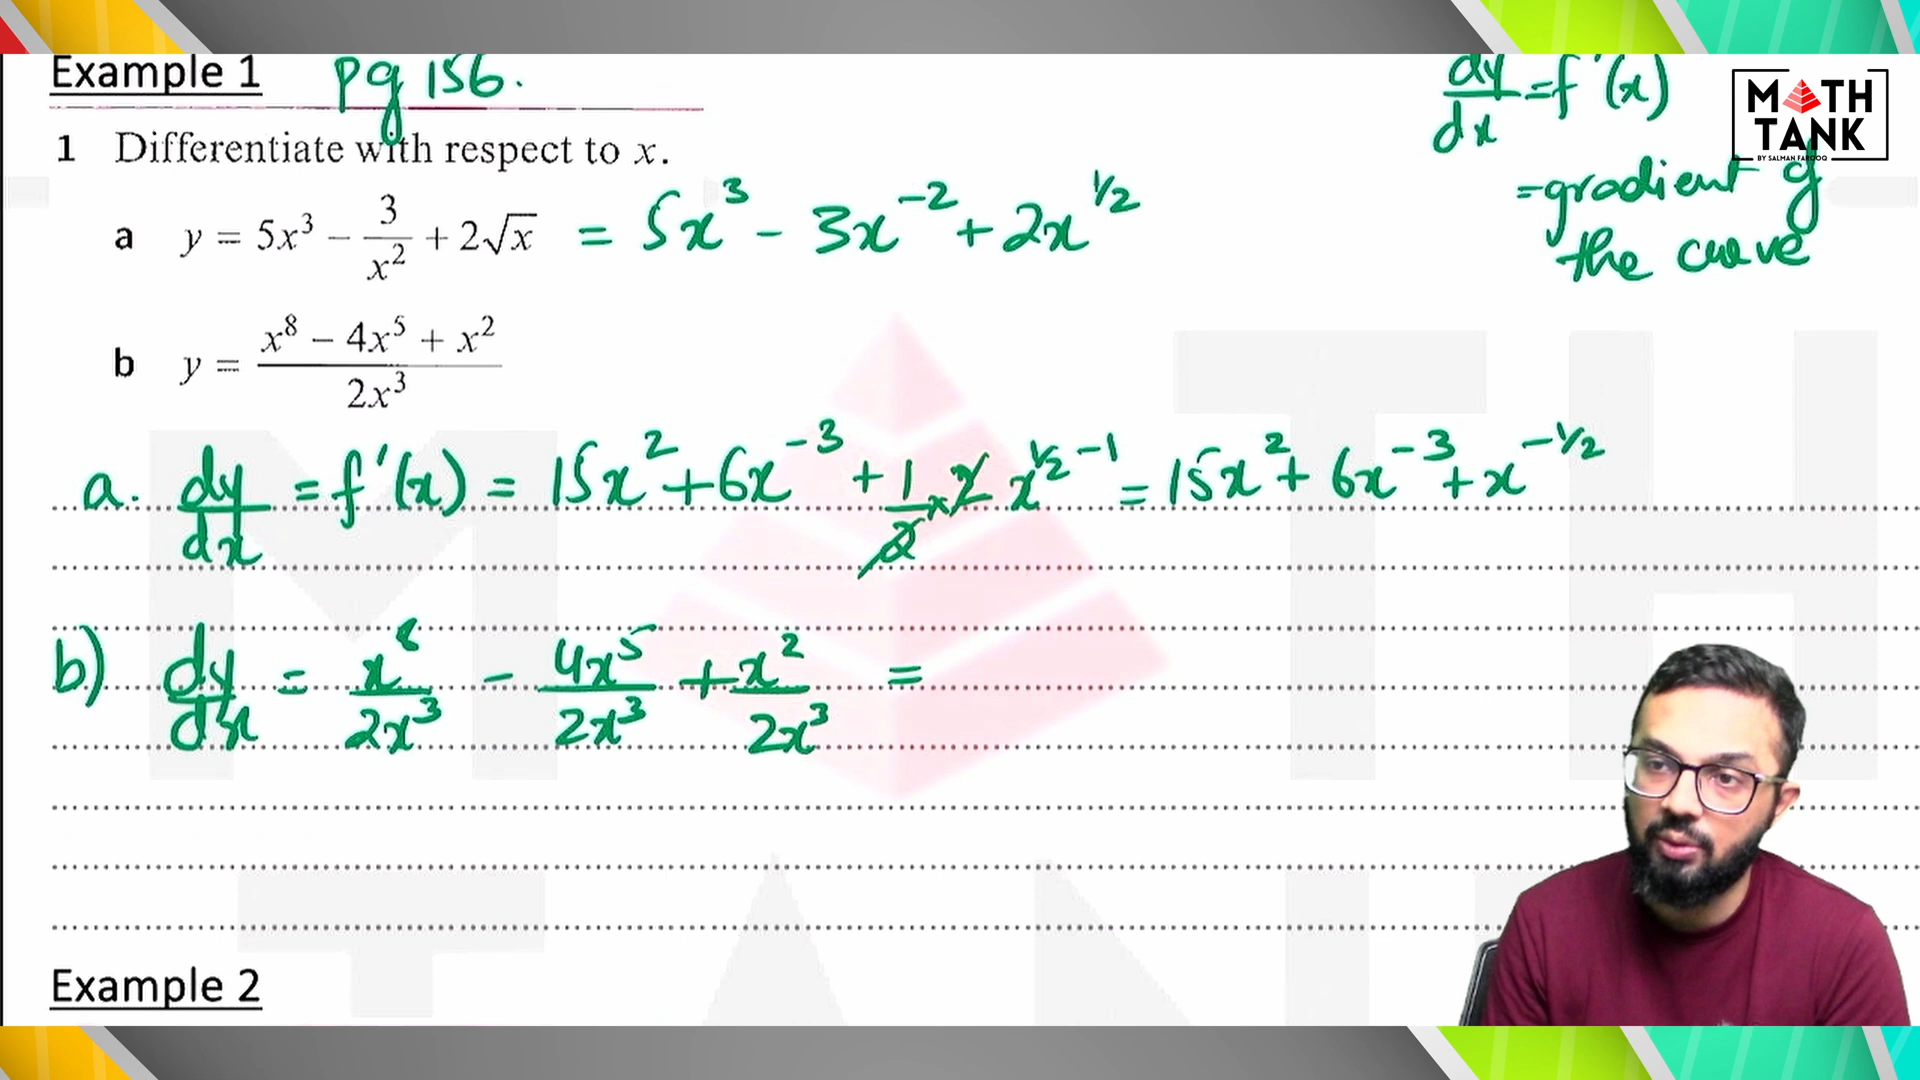 Example 1 pg 156.
dy/dx = f'(x)
MATH
TANK
BY SALMAN FAROOQ
= gradient of
the curve
1 Differentiate with respect to x.
a y = 5x³ − 3/x² + 2√x = 5x³ − 3x⁻² + 2x^1/2
b y = (x⁸ − 4x⁵ + x²)/2x³
a. dy/dx = f'(x) = 15x² + 6x⁻³ + 1/2 × 2 x^1/2 −1 = 15x² + 6x⁻³ + x^−1/2
b) dy/dx = x⁸/2x³ − 4x⁵/2x³ + x²/2x³ =
Example 2